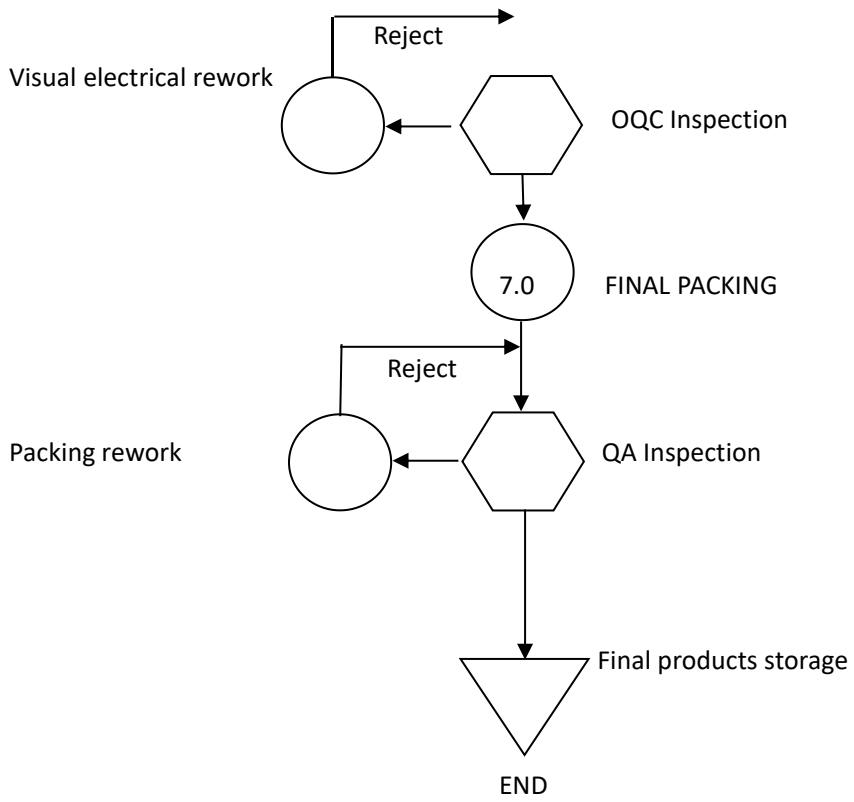 Reject
Visual electrical rework
OQC Inspection
7.0
FINAL PACKING
Reject
Packing rework
QA Inspection
Final products storage
END